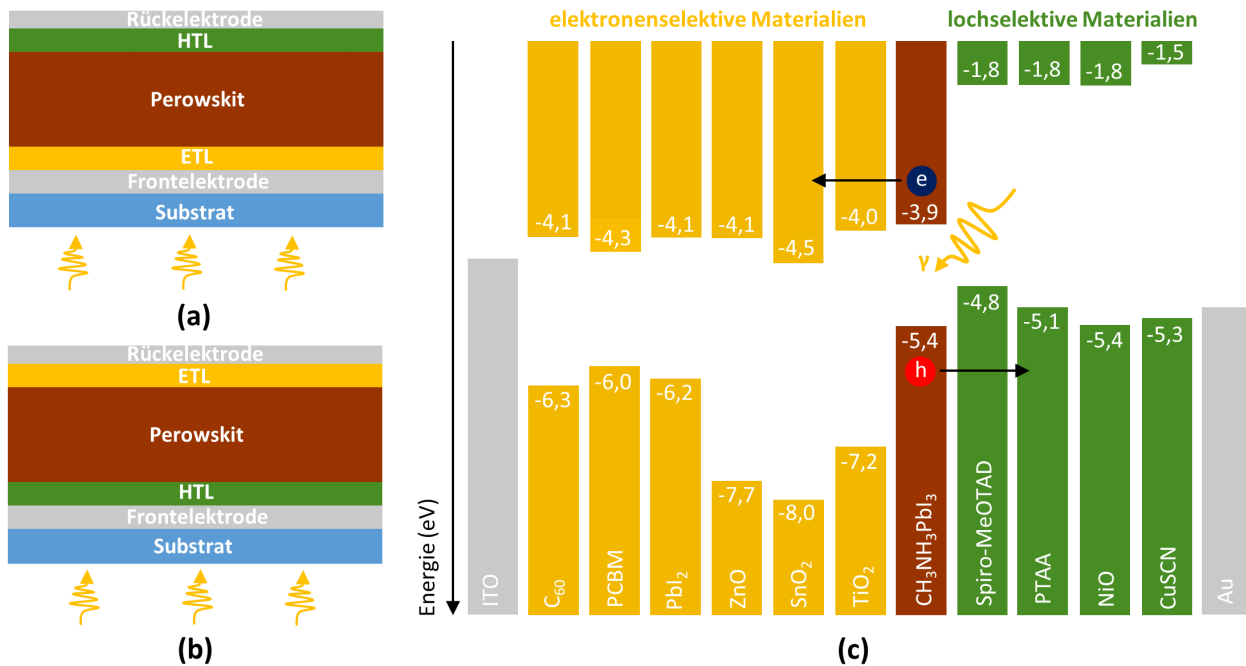 Rückelektrode
HTL
Perowskit
ETL
Frontelektrode
Substrat
(a)
Rückelektrode
ETL
Perowskit
HTL
Frontelektrode
Substrat
(b)
elektronenselektive Materialien
lochselektive Materialien
Energie (eV)
-4,1
-4,3
-4,1
-4,1
-4,5
-4,0
e
-3,9
-1,8
-1,8
-1,8
-1,5
γ
-6,3
-6,0
-6,2
-7,7
-8,0
-7,2
-5,4
h
-4,8
-5,1
-5,4
-5,3
ITO
C₆₀
PCBM
PbI₂
ZnO
SnO₂
TiO₂
CH₃NH₃PbI₃
Spiro-MeOTAD
PTAA
NiO
CuSCN
Au
(c)